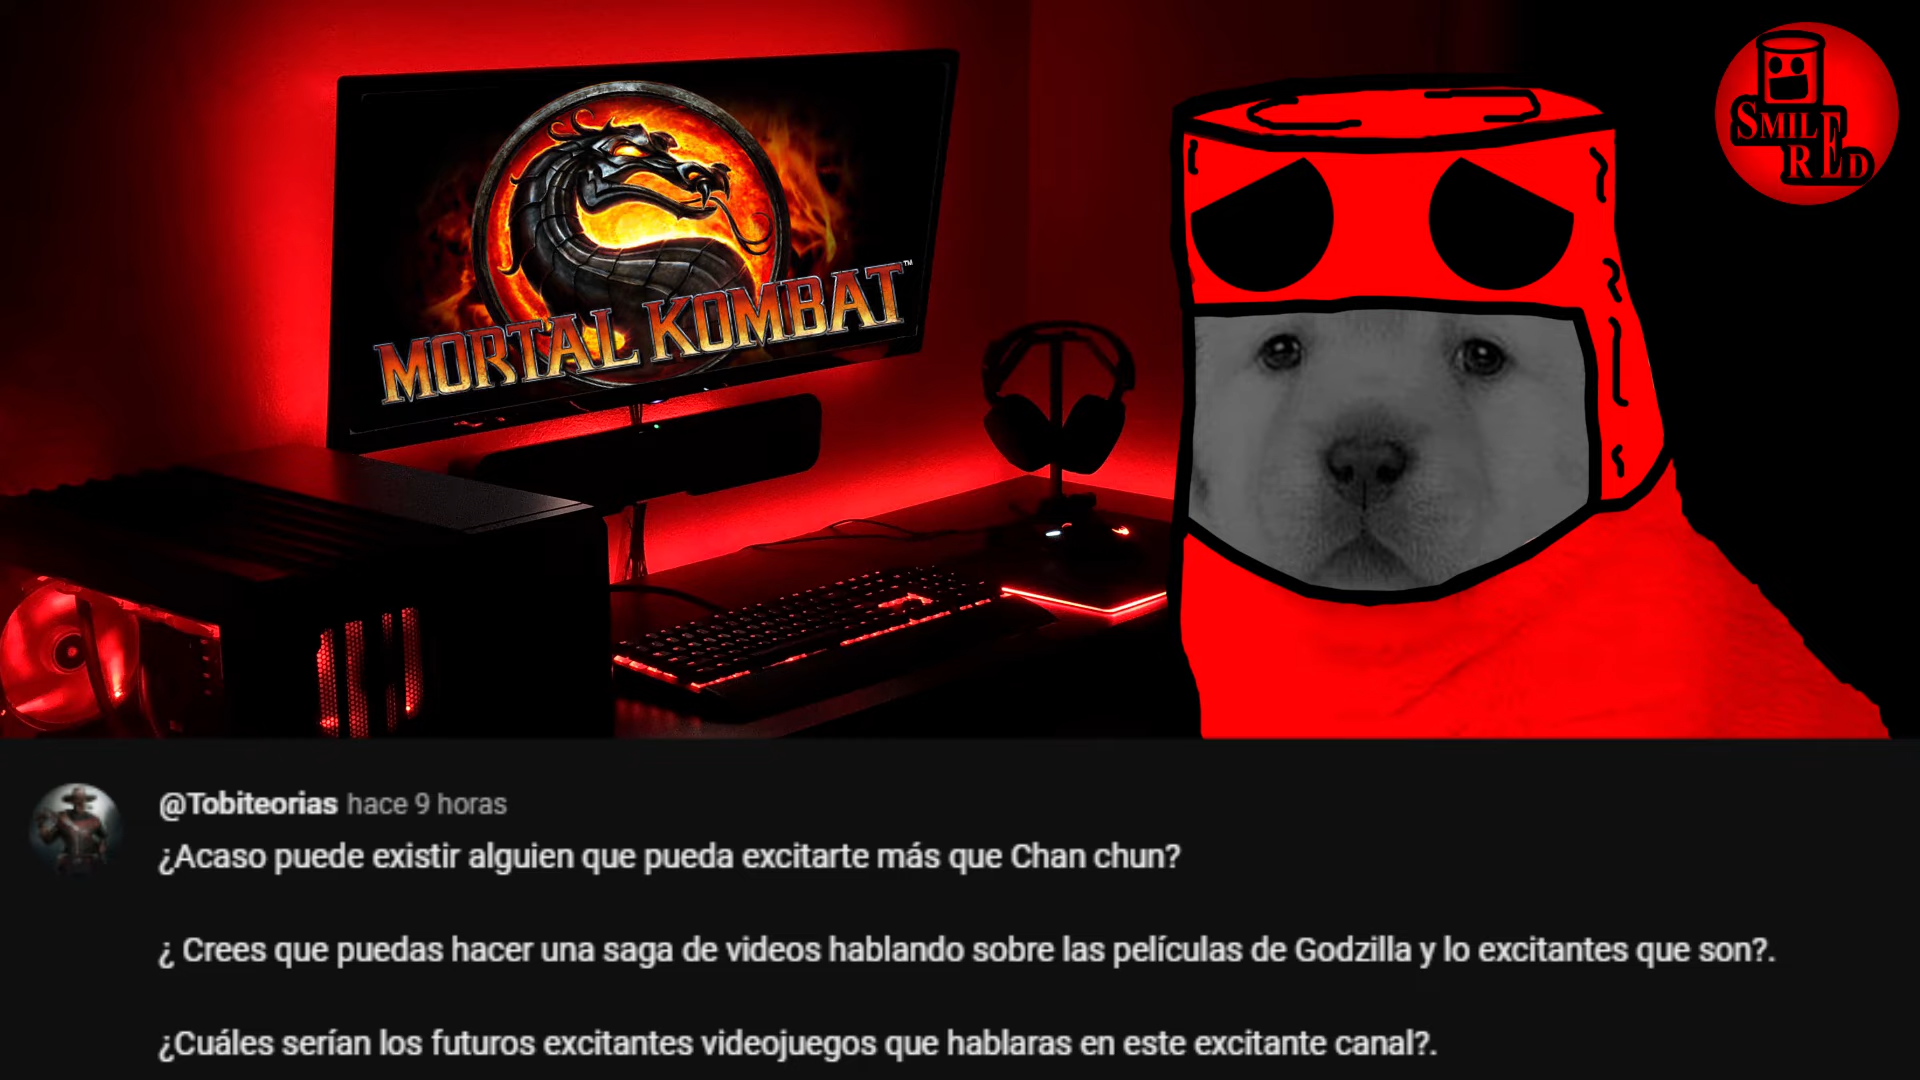 MORTAL KOMBAT™
SMILE
RED
@Tobiteorias hace 9 horas
¿Acaso puede existir alguien que pueda excitarte más que Chan chun?
¿ Crees que puedas hacer una saga de videos hablando sobre las películas de Godzilla y lo excitantes que son?.
¿Cuáles serían los futuros excitantes videojuegos que hablaras en este excitante canal?.